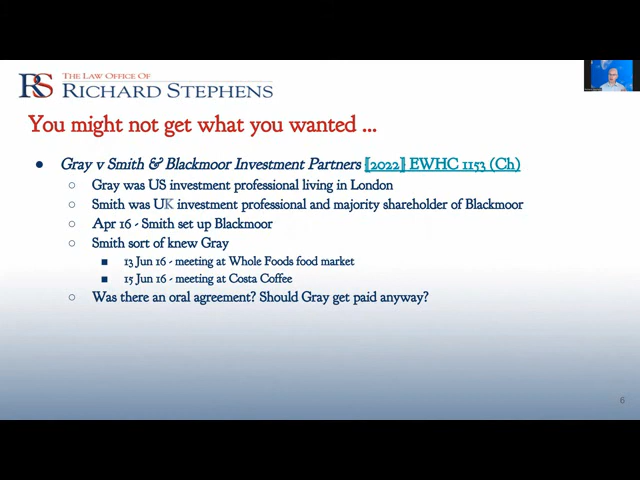 THE LAW OFFICE OF
RS RICHARD STEPHENS
You might not get what you wanted ...
● Gray v Smith & Blackmoor Investment Partners [2022] EWHC 1153 (Ch)
○ Gray was US investment professional living in London
○ Smith was UK investment professional and majority shareholder of Blackmoor
○ Apr 16 - Smith set up Blackmoor
○ Smith sort of knew Gray
■ 13 Jun 16 - meeting at Whole Foods food market
■ 15 Jun 16 - meeting at Costa Coffee
○ Was there an oral agreement? Should Gray get paid anyway?
6